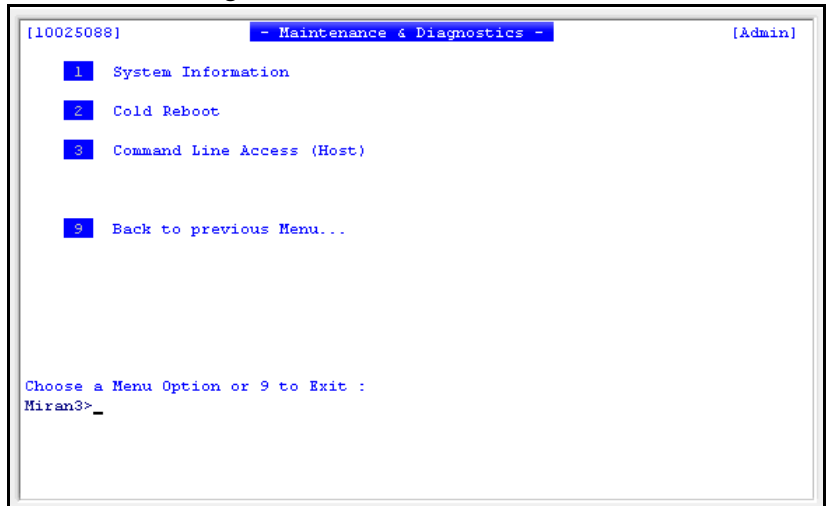 [10025088] - Maintenance & Diagnostics - [Admin]
1 System Information
2 Cold Reboot
3 Command Line Access (Host)
9 Back to previous Menu...
Choose a Menu Option or 9 to Exit :
Miran3>_